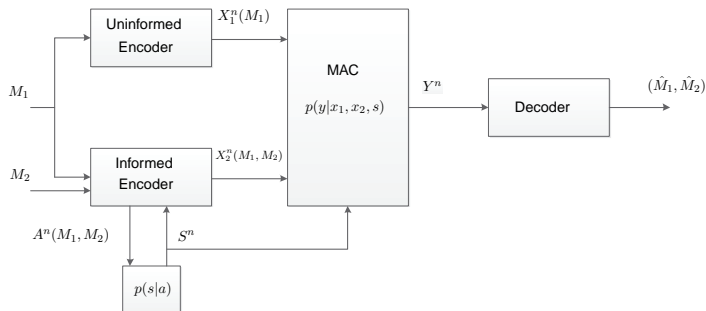 Uninformed
Encoder
$X_1^n(M_1)$
MAC
$p(y|x_1, x_2, s)$
$M_1$
$Y^n$
Decoder
$(\hat{M}_1, \hat{M}_2)$
$M_2$
Informed
Encoder
$X_2^n(M_1, M_2)$
$A^n(M_1, M_2)$
$S^n$
$p(s|a)$